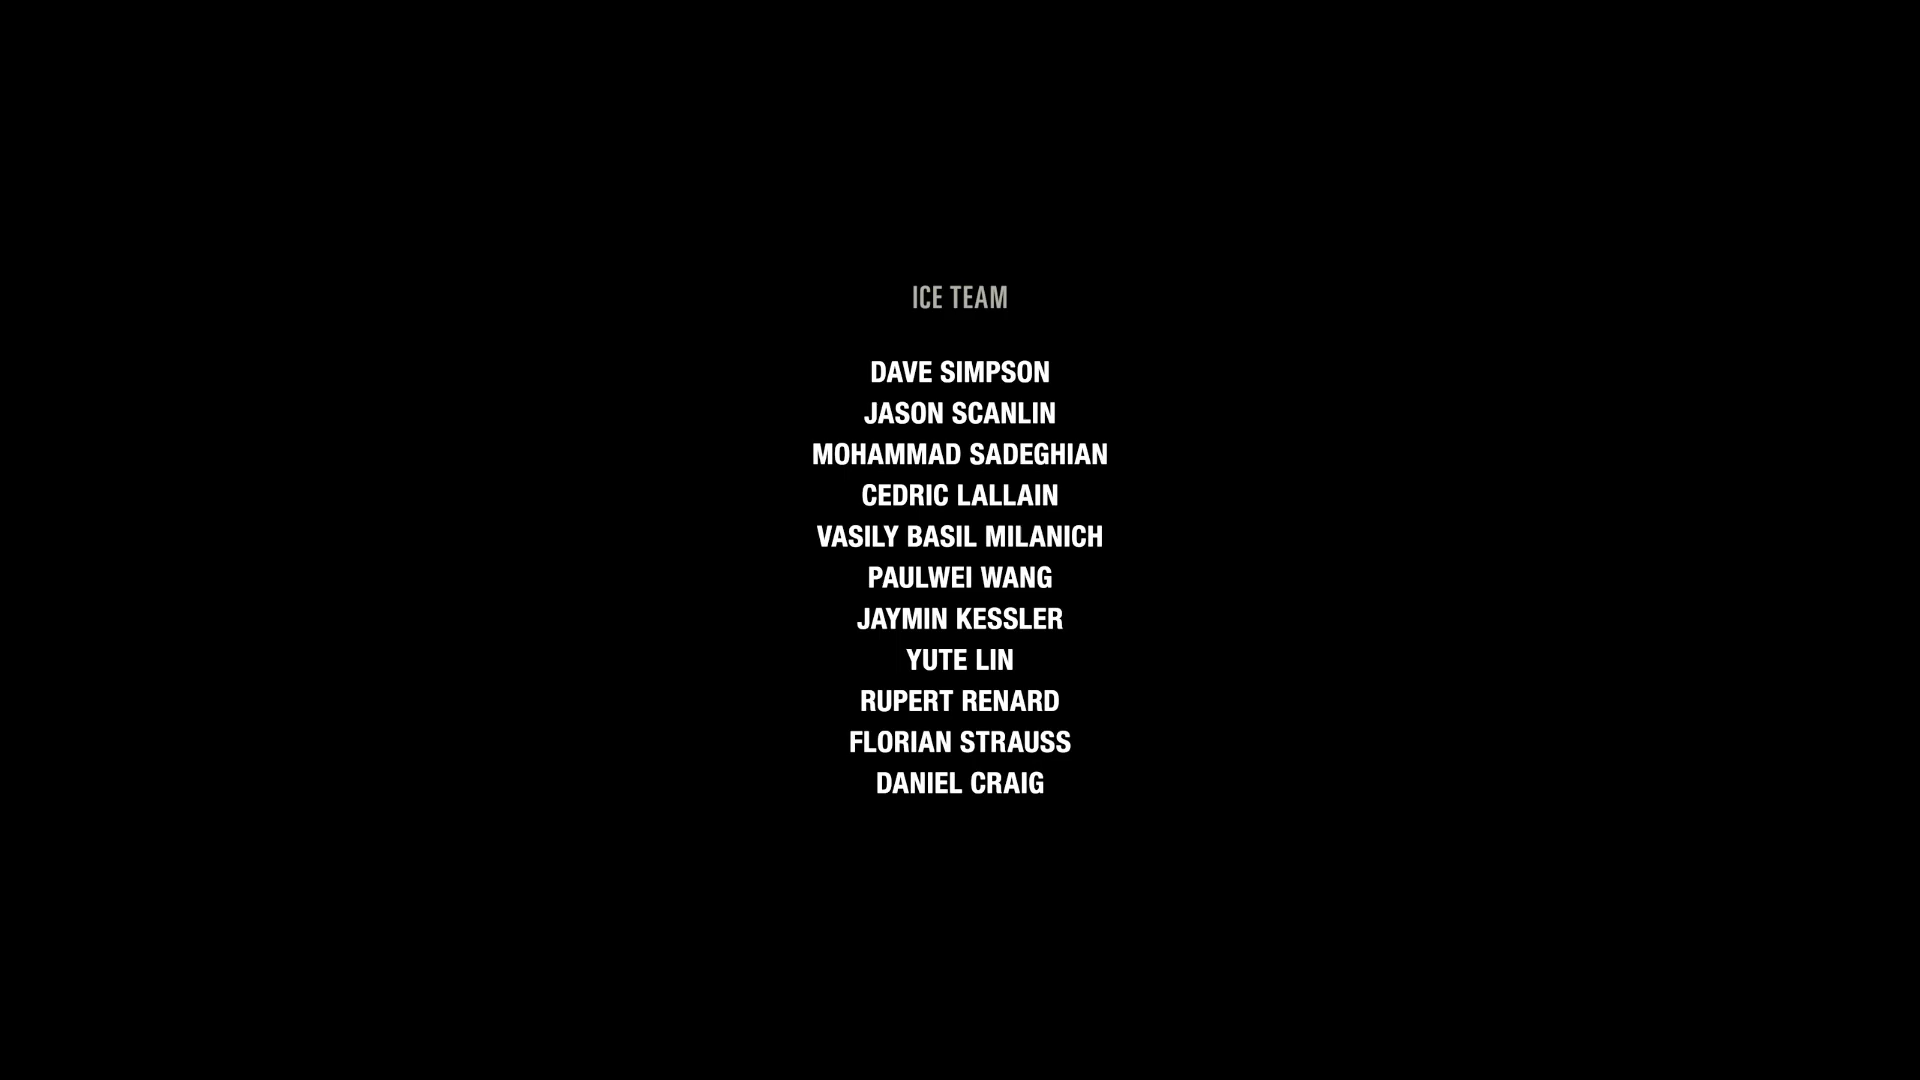 ICE TEAM
DAVE SIMPSON
JASON SCANLIN
MOHAMMAD SADEGHIAN
CEDRIC LALLAIN
VASILY BASIL MILANICH
PAULWEI WANG
JAYMIN KESSLER
YUTE LIN
RUPERT RENARD
FLORIAN STRAUSS
DANIEL CRAIG